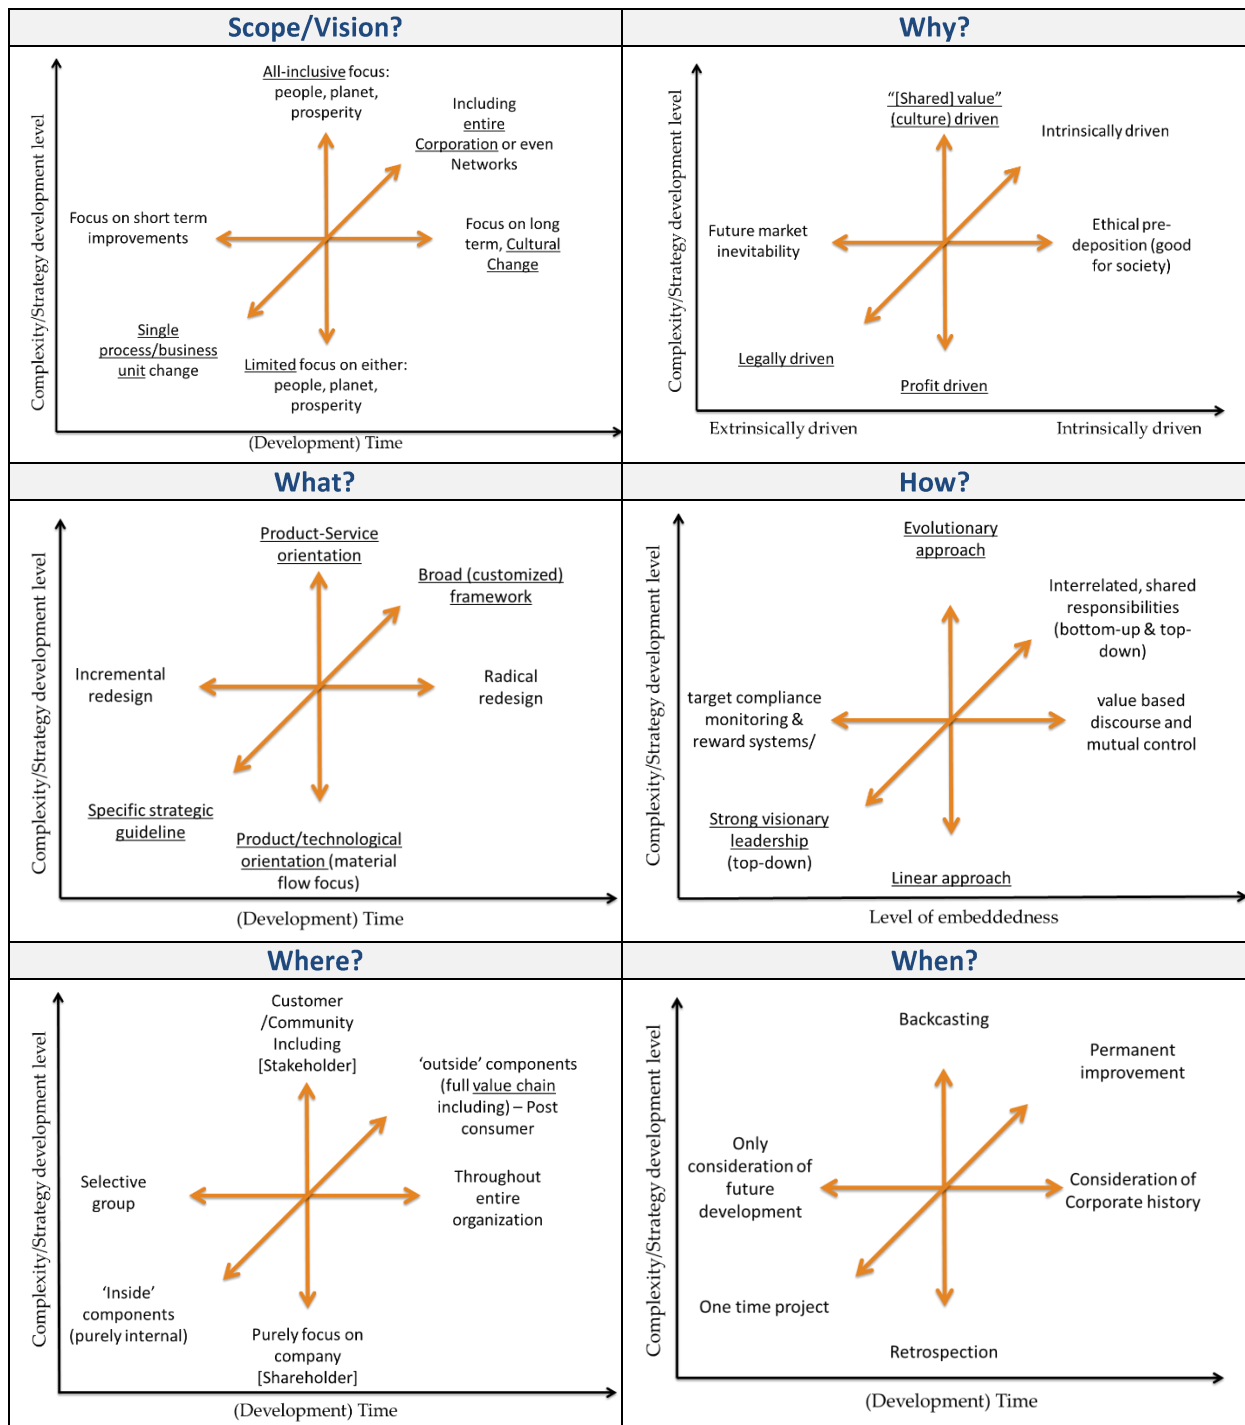 Scope/Vision?
Complexity/Strategy development level
All-inclusive focus:
people, planet,
prosperity
Including
entire
Corporation or even
Networks
Focus on short term
improvements
Focus on long
term, Cultural
Change
Single
process/business
unit change
Limited focus on either:
people, planet,
prosperity
(Development) Time
Why?
Complexity/Strategy development level
“[Shared] value”
(culture) driven
Intrinsically driven
Future market
inevitability
Ethical pre-
deposition (good
for society)
Legally driven
Profit driven
Extrinsically driven
Intrinsically driven
What?
Complexity/Strategy development level
Product-Service
orientation
Broad (customized)
framework
Incremental
redesign
Radical
redesign
Specific strategic
guideline
Product/technological
orientation (material
flow focus)
(Development) Time
How?
Complexity/Strategy development level
Evolutionary
approach
Interrelated, shared
responsibilities
(bottom-up & top-
down)
target compliance
monitoring &
reward systems/
value based
discourse and
mutual control
Strong visionary
leadership
(top-down)
Linear approach
Level of embeddedness
Where?
Complexity/Strategy development level
Customer
/Community
Including
[Stakeholder]
‘outside’ components
(full value chain
including) – Post
consumer
Selective
group
Throughout
entire
organization
‘Inside’
components
(purely internal)
Purely focus on
company
[Shareholder]
(Development) Time
When?
Complexity/Strategy development level
Backcasting
Permanent
improvement
Only
consideration of
future
development
Consideration of
Corporate history
One time project
Retrospection
(Development) Time